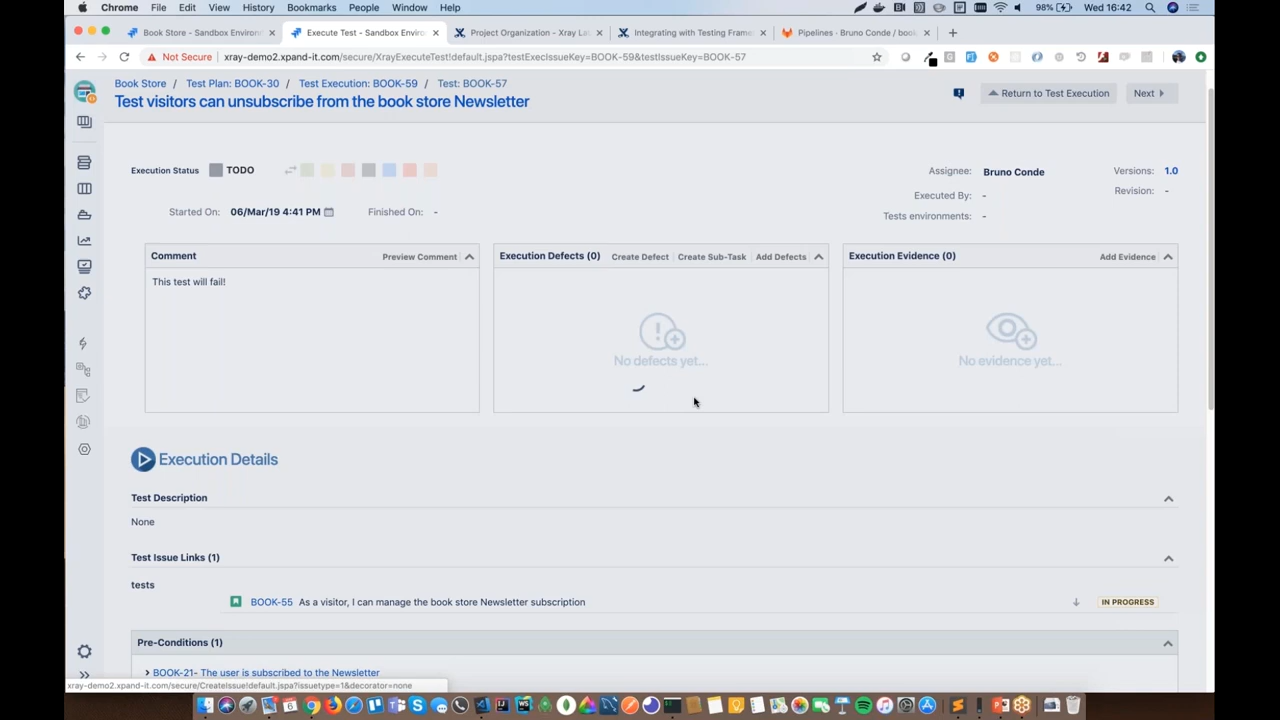 Chrome File Edit View History Bookmarks People Window Help 98% Wed 16:42
Book Store - Sandbox Environ × Execute Test - Sandbox Enviro × Project Organization - Xray La × Integrating with Testing Frame × Pipelines · Bruno Conde / book × +
Not Secure xray-demo2.xpand-it.com/secure/XrayExecuteTest!default.jspa?testExecIssueKey=BOOK-59&testIssueKey=BOOK-57
Book Store / Test Plan: BOOK-30 / Test Execution: BOOK-59 / Test: BOOK-57
Test visitors can unsubscribe from the book store Newsletter
Return to Test Execution Next
Execution Status TODO
Assignee: Bruno Conde Versions: 1.0
Executed By: - Revision: -
Started On: 06/Mar/19 4:41 PM Finished On: - Tests environments: -
Comment Preview Comment
This test will fail!
Execution Defects (0) Create Defect Create Sub-Task Add Defects
No defects yet...
Execution Evidence (0) Add Evidence
No evidence yet...
Execution Details
Test Description
None
Test Issue Links (1)
tests
BOOK-55 As a visitor, I can manage the book store Newsletter subscription IN PROGRESS
Pre-Conditions (1)
BOOK-21- The user is subscribed to the Newsletter
xray-demo2.xpand-it.com/secure/CreateIssue!default.jspa?issuetype=1&decorator=none